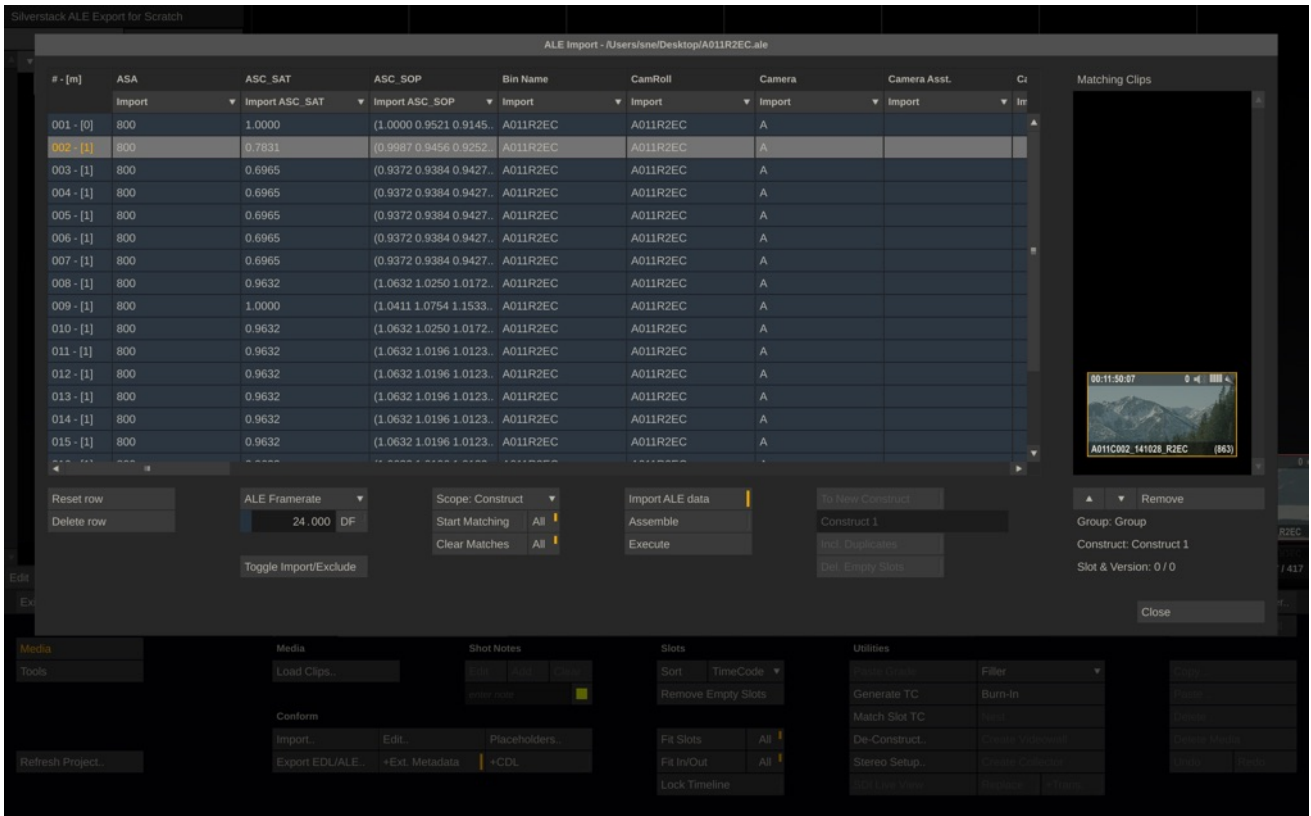 Silverstack ALE Export for Scratch
ALE Import - /Users/sne/Desktop/A011R2EC.ale
# - [m] ASA ASC_SAT ASC_SOP Bin Name CamRoll Camera Camera Asst. Matching Clips
Import Import ASC_SAT Import ASC_SOP Import Import Import Import
001 - [0] 800 1.0000 (1.0000 0.9521 0.9145.. A011R2EC A011R2EC A
002 - [1] 800 0.7831 (0.9987 0.9456 0.9252.. A011R2EC A011R2EC A
003 - [1] 800 0.6965 (0.9372 0.9384 0.9427.. A011R2EC A011R2EC A
004 - [1] 800 0.6965 (0.9372 0.9384 0.9427.. A011R2EC A011R2EC A
005 - [1] 800 0.6965 (0.9372 0.9384 0.9427.. A011R2EC A011R2EC A
006 - [1] 800 0.6965 (0.9372 0.9384 0.9427.. A011R2EC A011R2EC A
007 - [1] 800 0.6965 (0.9372 0.9384 0.9427.. A011R2EC A011R2EC A
008 - [1] 800 0.9632 (1.0632 1.0250 1.0172.. A011R2EC A011R2EC A
009 - [1] 800 1.0000 (1.0411 1.0754 1.1533.. A011R2EC A011R2EC A
010 - [1] 800 0.9632 (1.0632 1.0250 1.0172.. A011R2EC A011R2EC A
011 - [1] 800 0.9632 (1.0632 1.0196 1.0123.. A011R2EC A011R2EC A
012 - [1] 800 0.9632 (1.0632 1.0196 1.0123.. A011R2EC A011R2EC A
013 - [1] 800 0.9632 (1.0632 1.0196 1.0123.. A011R2EC A011R2EC A
014 - [1] 800 0.9632 (1.0632 1.0196 1.0123.. A011R2EC A011R2EC A
015 - [1] 800 0.9632 (1.0632 1.0196 1.0123.. A011R2EC A011R2EC A
00:11:50:07 0
A011C002_141028_R2EC (863)
Reset row ALE Framerate Scope: Construct Import ALE data To New Construct Remove
Delete row 24.000 DF Start Matching All Assemble Construct 1 Group: Group
Clear Matches All Execute Incl. Duplicates Construct: Construct 1
Toggle Import/Exclude Del. Empty Slots Slot & Version: 0 / 0
R2EC
/ 417
Edit
Close
Media Media Shot Notes Slots Utilities
Tools Load Clips.. Edit.. Add Clear Sort TimeCode Paste Grade Filler Copy
enter note Remove Empty Slots Generate TC Burn-In Paste
Conform Match Slot TC
Import.. Edit.. Placeholders.. Fit Slots All De-Construct..
Refresh Project.. Export EDL/ALE.. +Ext. Metadata +CDL Fit In/Out All Stereo Setup..
Lock Timeline